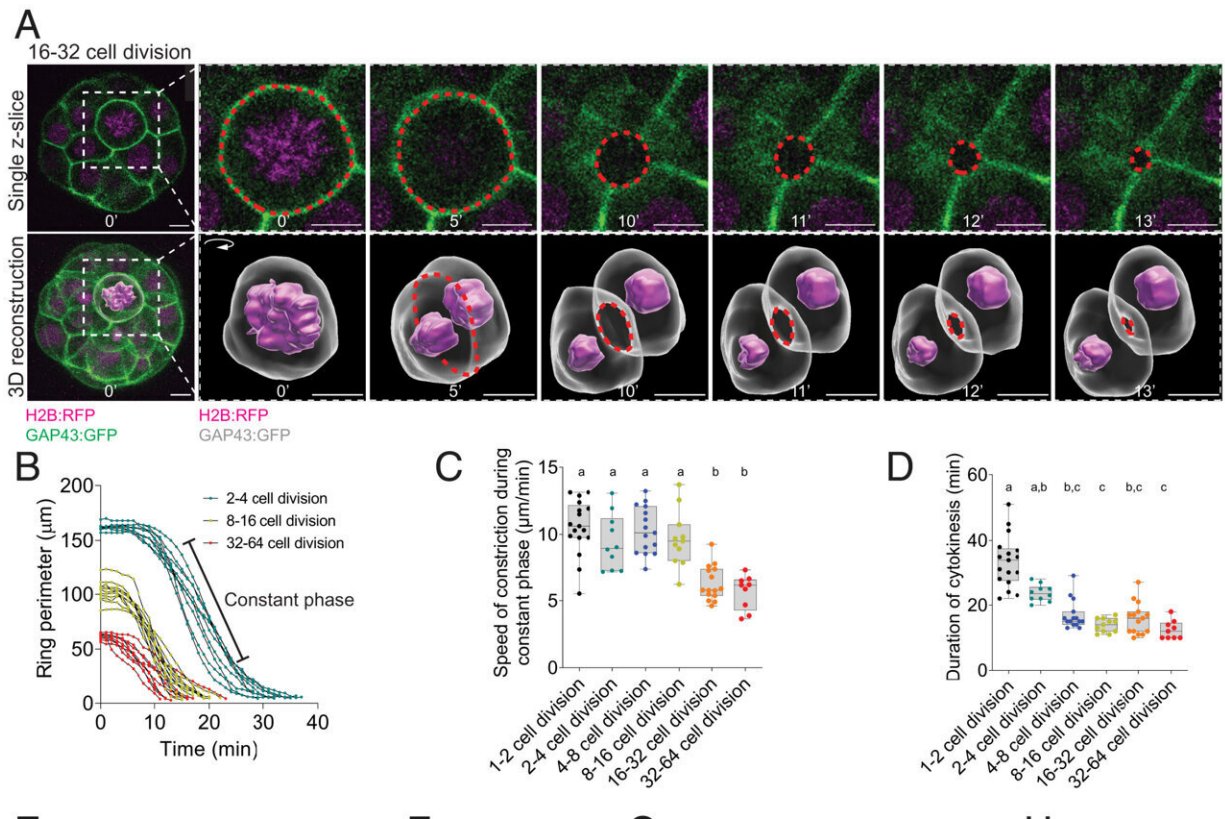 A
16-32 cell division
Single z-slice
0'
0'
5'
10'
11'
12'
13'
3D reconstruction
0'
0'
5'
10'
11'
12'
13'
H2B:RFP
GAP43:GFP
H2B:RFP
GAP43:GFP
B
Ring perimeter (μm)
200
150
100
50
0
0
10
20
30
40
Time (min)
2-4 cell division
8-16 cell division
32-64 cell division
Constant phase
C
Speed of constriction during
constant phase (μm/min)
15
10
5
0
a
a
a
a
b
b
1-2 cell division
2-4 cell division
4-8 cell division
8-16 cell division
16-32 cell division
32-64 cell division
D
Duration of cytokinesis (min)
60
40
20
0
a
a,b
b,c
c
b,c
c
1-2 cell division
2-4 cell division
4-8 cell division
8-16 cell division
16-32 cell division
32-64 cell division